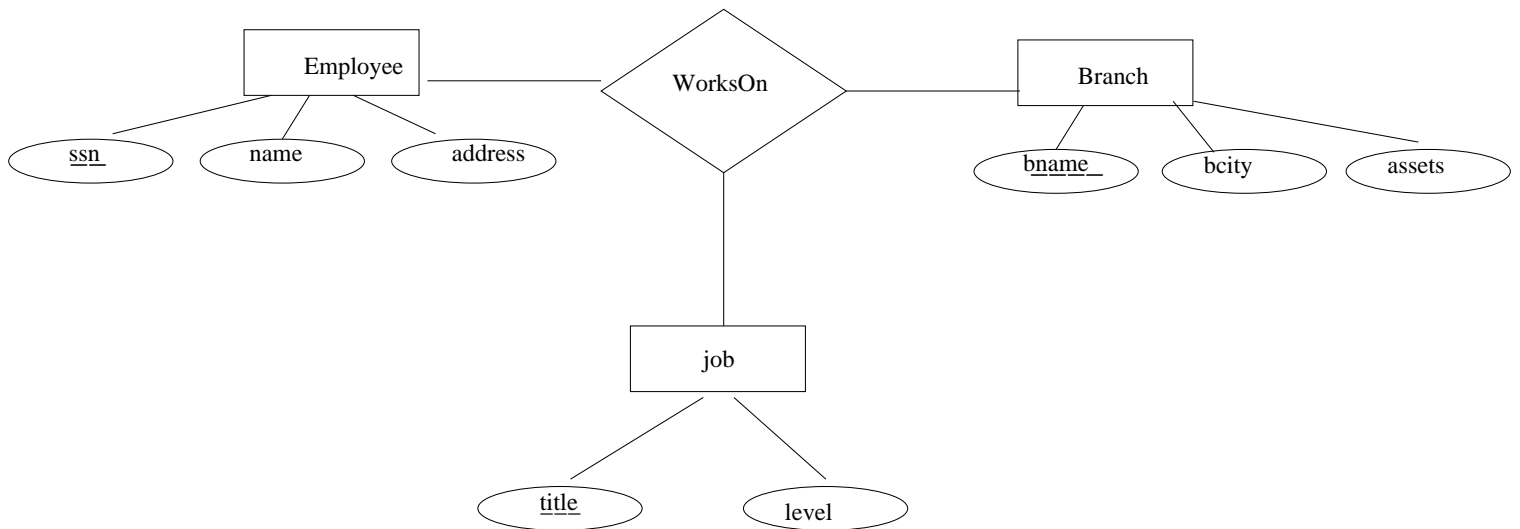 Employee
WorksOn
Branch
ssn
name
address
bname
bcity
assets
job
title
level